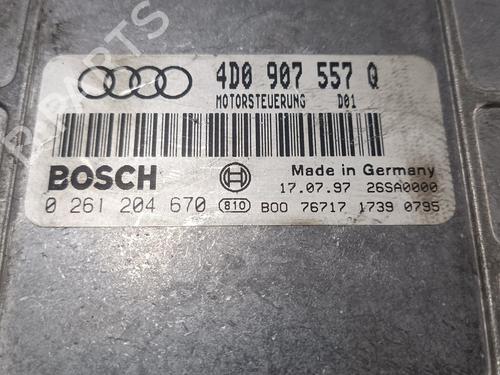 4D0 907 557 Q
MOTORSTEUERUNG D01
BOSCH
Made in Germany
17.07.97 26SA0000
0 261 204 670 810 B00 76717 1739 0795